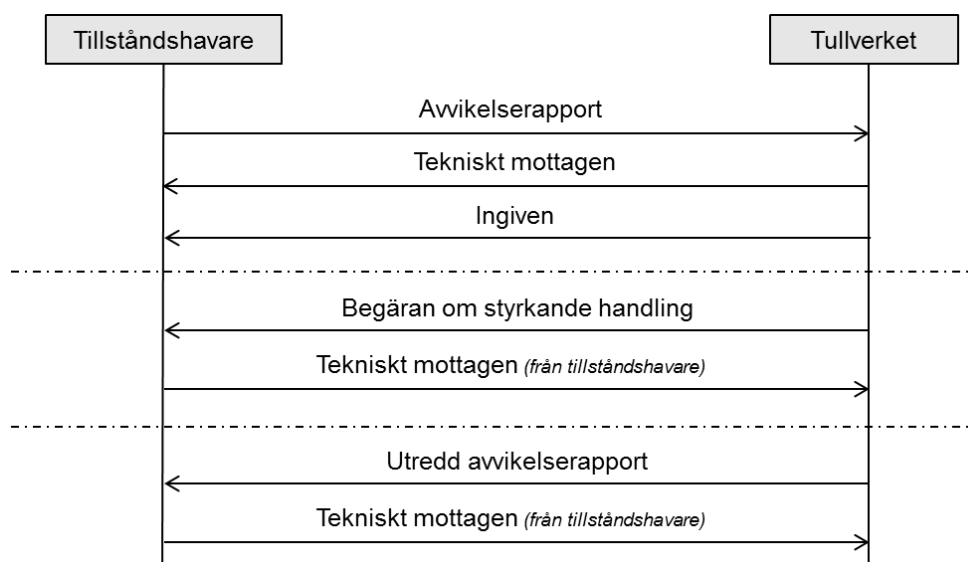 Tillståndshavare
Tullverket
Avvikelserapport
Tekniskt mottagen
Ingiven
Begäran om styrkande handling
Tekniskt mottagen (från tillståndshavare)
Utredd avvikelserapport
Tekniskt mottagen (från tillståndshavare)